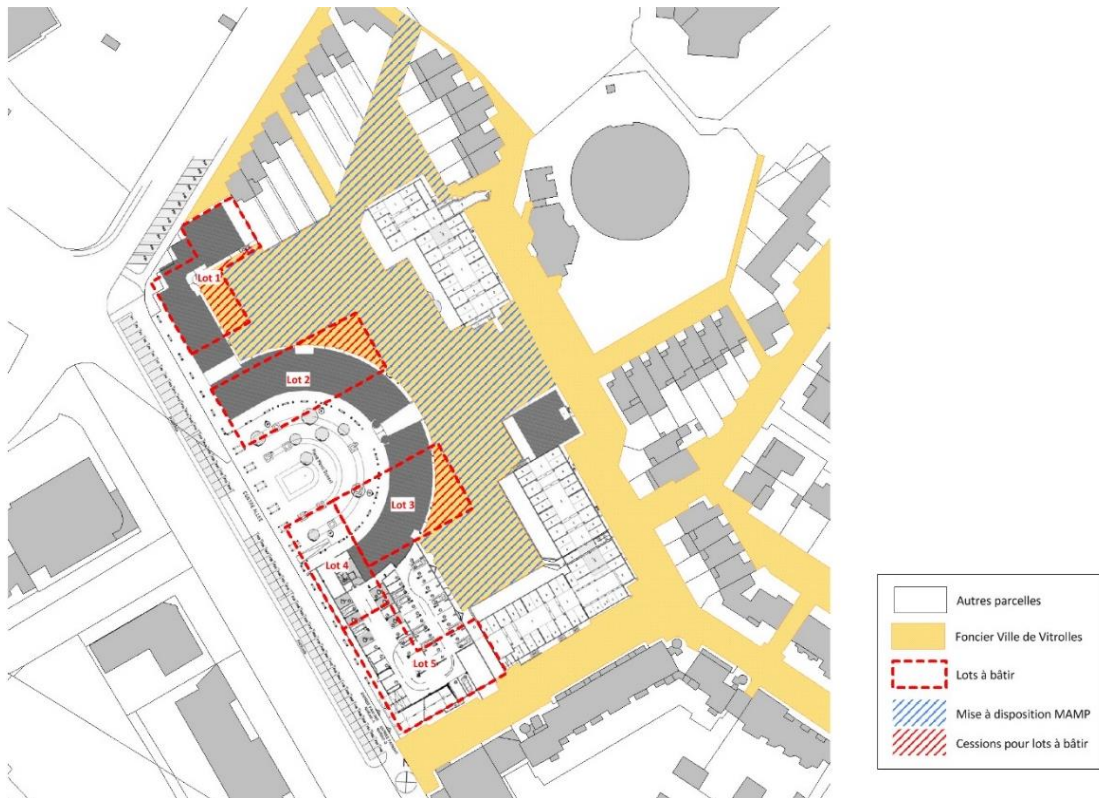 Lot 1
Lot 2
Lot 3
Lot 4
Lot 5
N
Autres parcelles
Foncier Ville de Vitrolles
Lots à bâtir
Mise à disposition MAMP
Cessions pour lots à bâtir